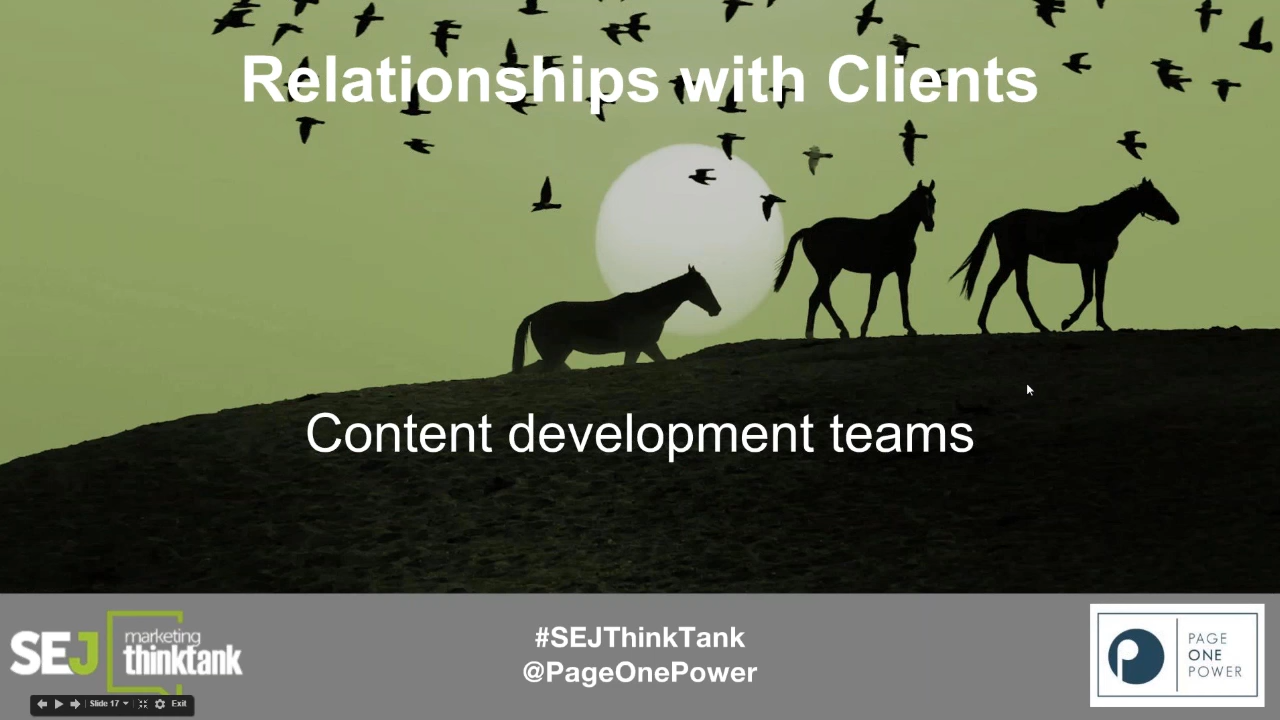 Relationships with Clients
Content development teams
SEJ marketing
thinktank
#SEJThinkTank
@PageOnePower
PAGE
ONE
POWER
Slide 17
Exit